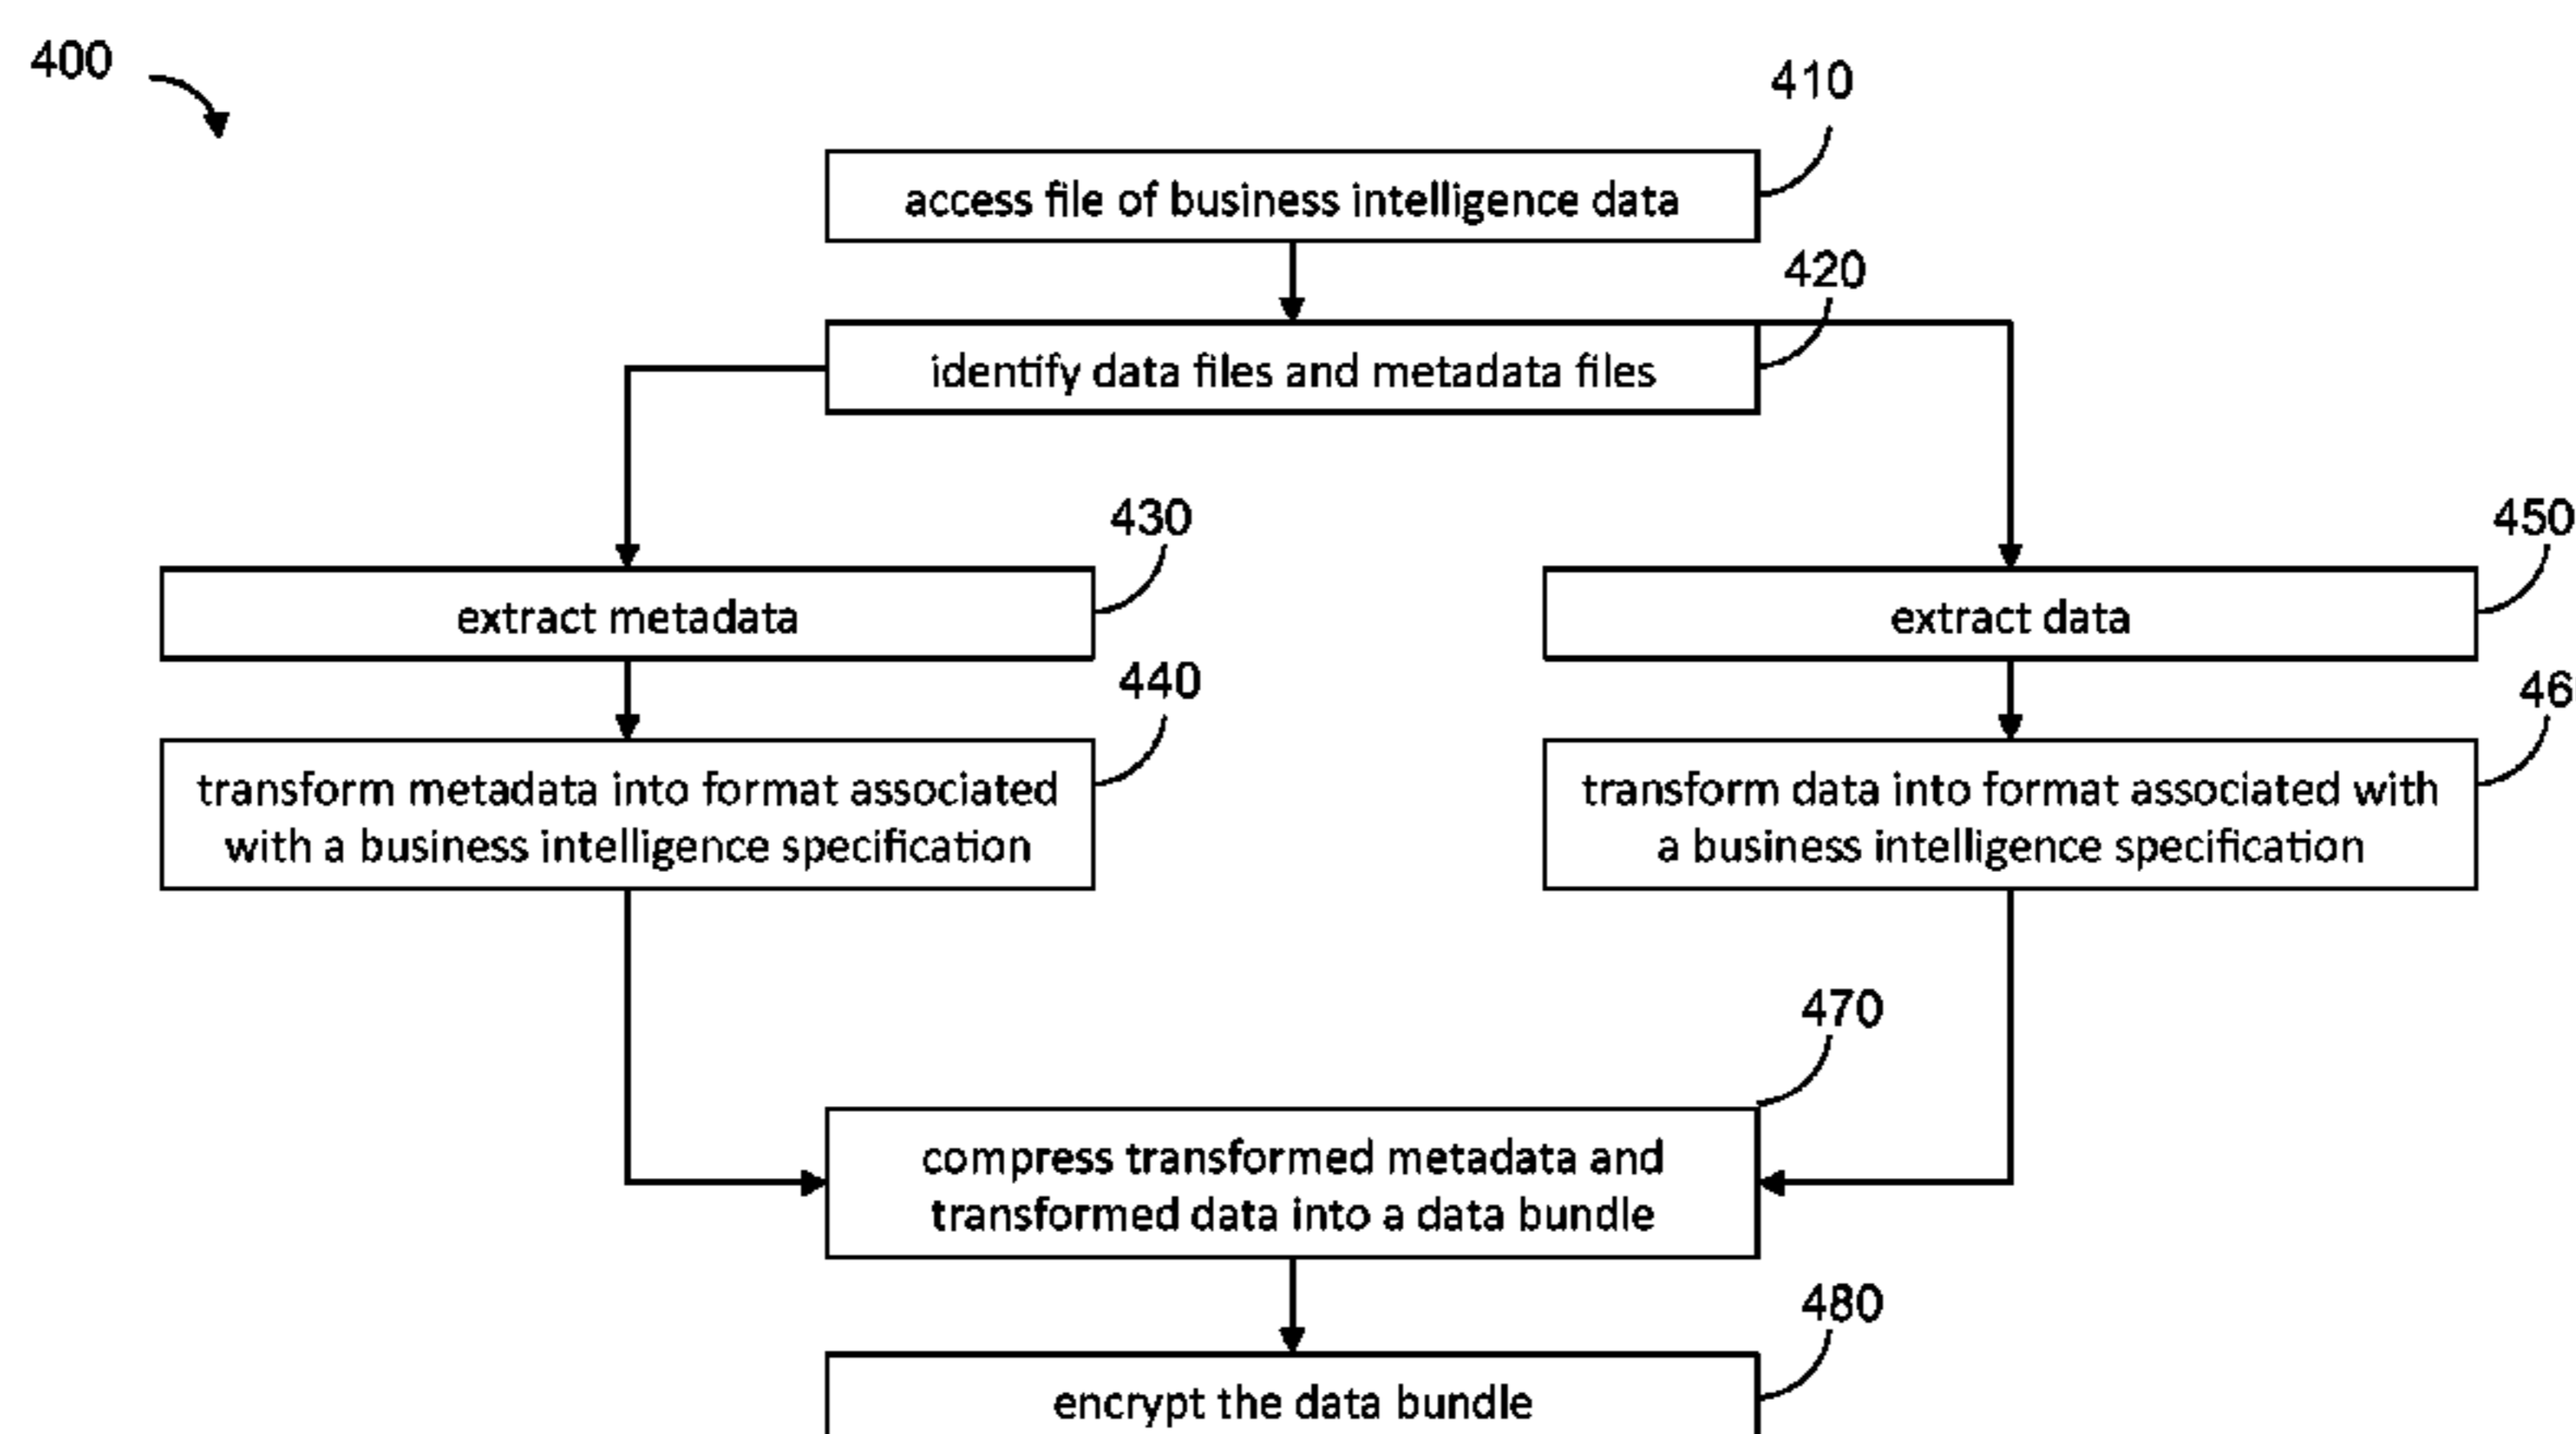 400
410
access file of business intelligence data
420
identify data files and metadata files
430
extract metadata
450
extract data
440
transform metadata into format associated
with a business intelligence specification
46
transform data into format associated with
a business intelligence specification
470
compress transformed metadata and
transformed data into a data bundle
480
encrypt the data bundle